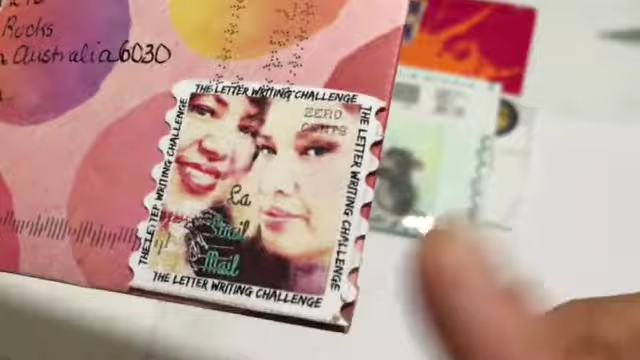 Rocks
Australia 6030
THE LETTER WRITING CHALLENGE
THE LETTER WRITING CHALLENGE
THE LETTER WRITING CHALLENGE
ZERO
CENTS
La
Snail
Mail
THE LETTER WRITING CHALLENGE